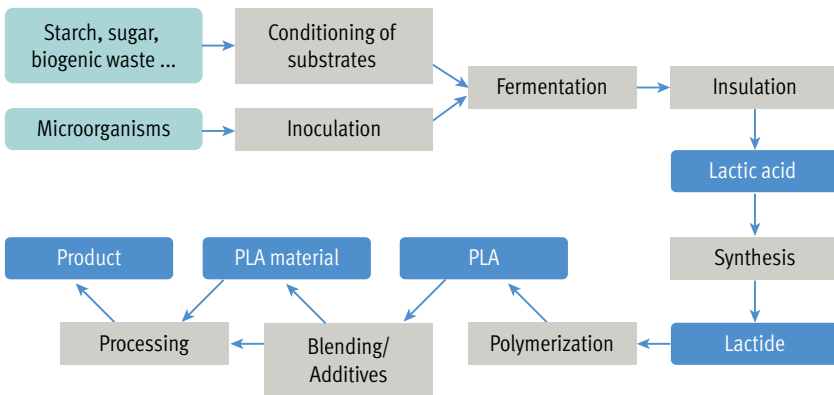 Starch, sugar,
biogenic waste ...
Conditioning of
substrates
Fermentation
Insulation
Microorganisms
Inoculation
Lactic acid
Synthesis
Product
PLA material
PLA
Processing
Blending/
Additives
Polymerization
Lactide